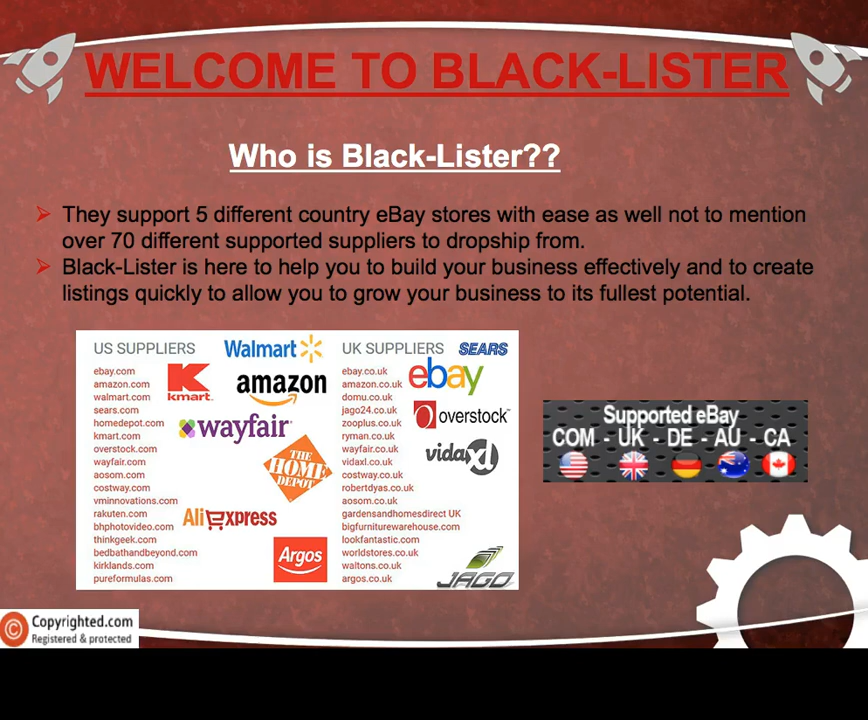 WELCOME TO BLACK-LISTER
Who is Black-Lister??
They support 5 different country eBay stores with ease as well not to mention
over 70 different supported suppliers to dropship from.
Black-Lister is here to help you to build your business effectively and to create
listings quickly to allow you to grow your business to its fullest potential.
US SUPPLIERS
ebay.com
amazon.com
walmart.com
sears.com
homedepot.com
kmart.com
overstock.com
wayfair.com
aosom.com
costway.com
vminnovations.com
rakuten.com
bhphotovideo.com
thinkgeek.com
bedbathandbeyond.com
kirklands.com
pureformulas.com
Walmart
K
kmart.
amazon
wayfair
THE
HOME
DEPOT
AliExpress
Argos
UK SUPPLIERS
ebay.co.uk
amazon.co.uk
domu.co.uk
jago24.co.uk
zooplus.co.uk
ryman.co.uk
wayfair.co.uk
vidaxl.co.uk
costway.co.uk
robertdyas.co.uk
aosom.co.uk
gardensandhomesdirect UK
bigfurniturewarehouse.com
lookfantastic.com
worldstores.co.uk
waltons.co.uk
argos.co.uk
SEARS
ebay
overstock™
vidaXL
JAGO
Supported eBay
COM - UK - DE - AU - CA
© Copyrighted.com
Registered & protected